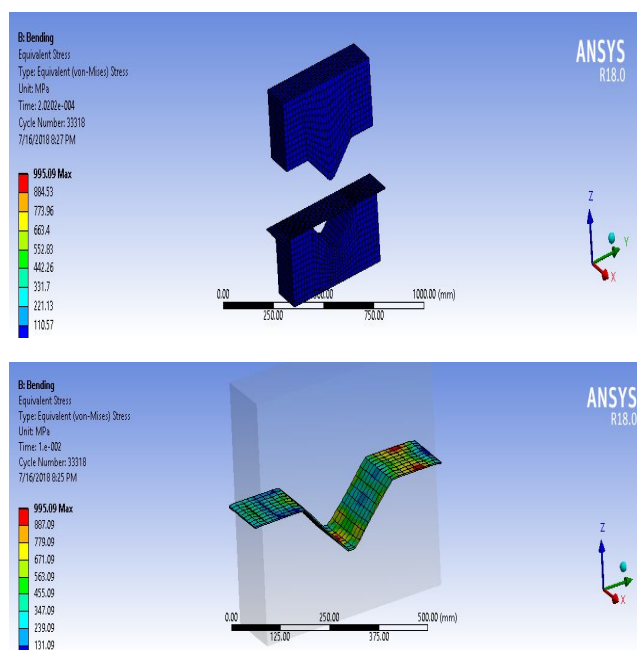 B: Bending
Equivalent Stress
Type: Equivalent (von-Mises) Stress
Unit: MPa
Time: 2.0202e-004
Cycle Number: 33318
7/16/2018 8:27 PM
995.09 Max
884.53
773.96
663.4
552.83
442.26
331.7
221.13
110.57
ANSYS
R18.0
Z
Y
X
0.00 1000.00 (mm)
250.00 750.00
B: Bending
Equivalent Stress
Type: Equivalent (von-Mises) Stress
Unit: MPa
Time: 1.e-002
Cycle Number: 33318
7/16/2018 8:25 PM
995.09 Max
887.09
779.09
671.09
563.09
455.09
347.09
239.09
131.09
ANSYS
R18.0
Z
X
0.00 250.00 500.00 (mm)
125.00 375.00